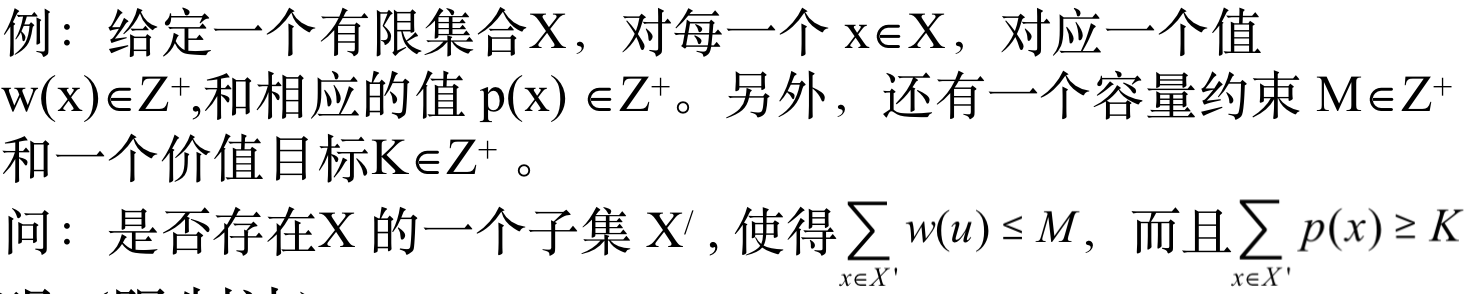 例：给定一个有限集合X，对每一个 x∈X，对应一个值
w(x)∈Z⁺,和相应的值 p(x) ∈Z⁺。另外，还有一个容量约束 M∈Z⁺
和一个价值目标K∈Z⁺ 。
问：是否存在X 的一个子集 X/ , 使得 ∑x∈X' w(u) ≤ M，而且 ∑x∈X' p(x) ≥ K